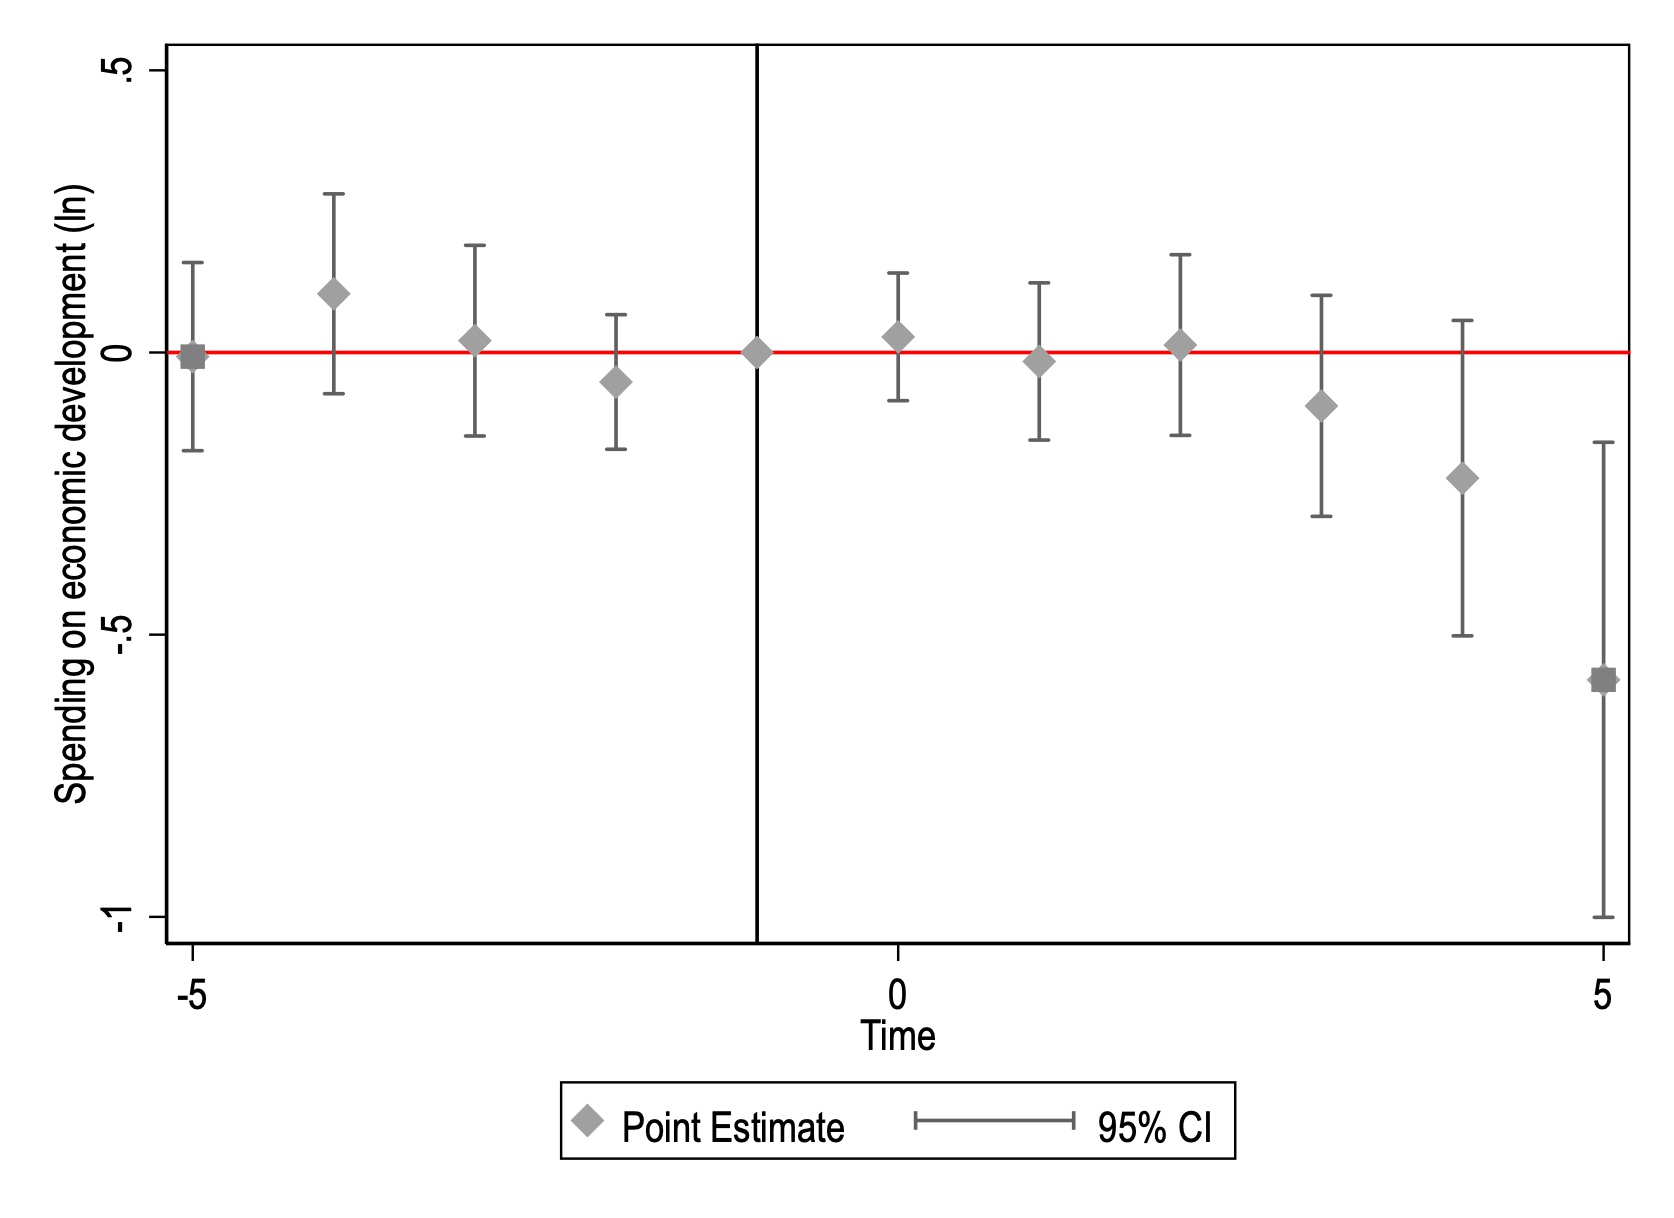 Spending on economic development (ln)
.5
0
-.5
-1
-5
0
5
Time
Point Estimate
95% CI